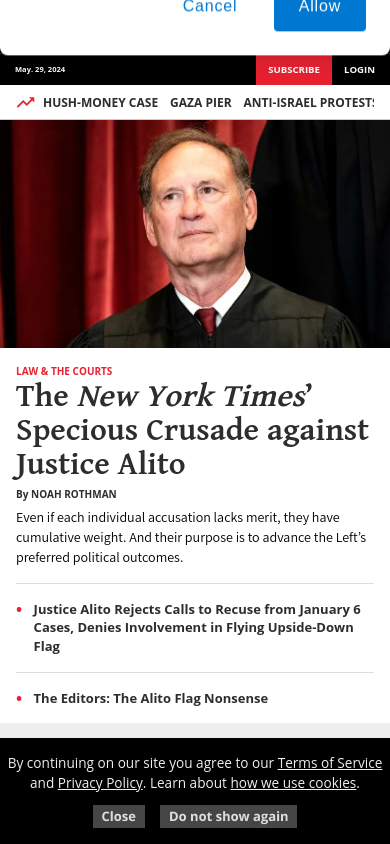 Cancel Allow
May. 29, 2024 SUBSCRIBE LOGIN
HUSH-MONEY CASE GAZA PIER ANTI-ISRAEL PROTESTS
LAW & THE COURTS
The New York Times’
Specious Crusade against
Justice Alito
By NOAH ROTHMAN
Even if each individual accusation lacks merit, they have
cumulative weight. And their purpose is to advance the Left’s
preferred political outcomes.
• Justice Alito Rejects Calls to Recuse from January 6
Cases, Denies Involvement in Flying Upside-Down
Flag
• The Editors: The Alito Flag Nonsense
By continuing on our site you agree to our Terms of Service
and Privacy Policy. Learn about how we use cookies.
Close Do not show again